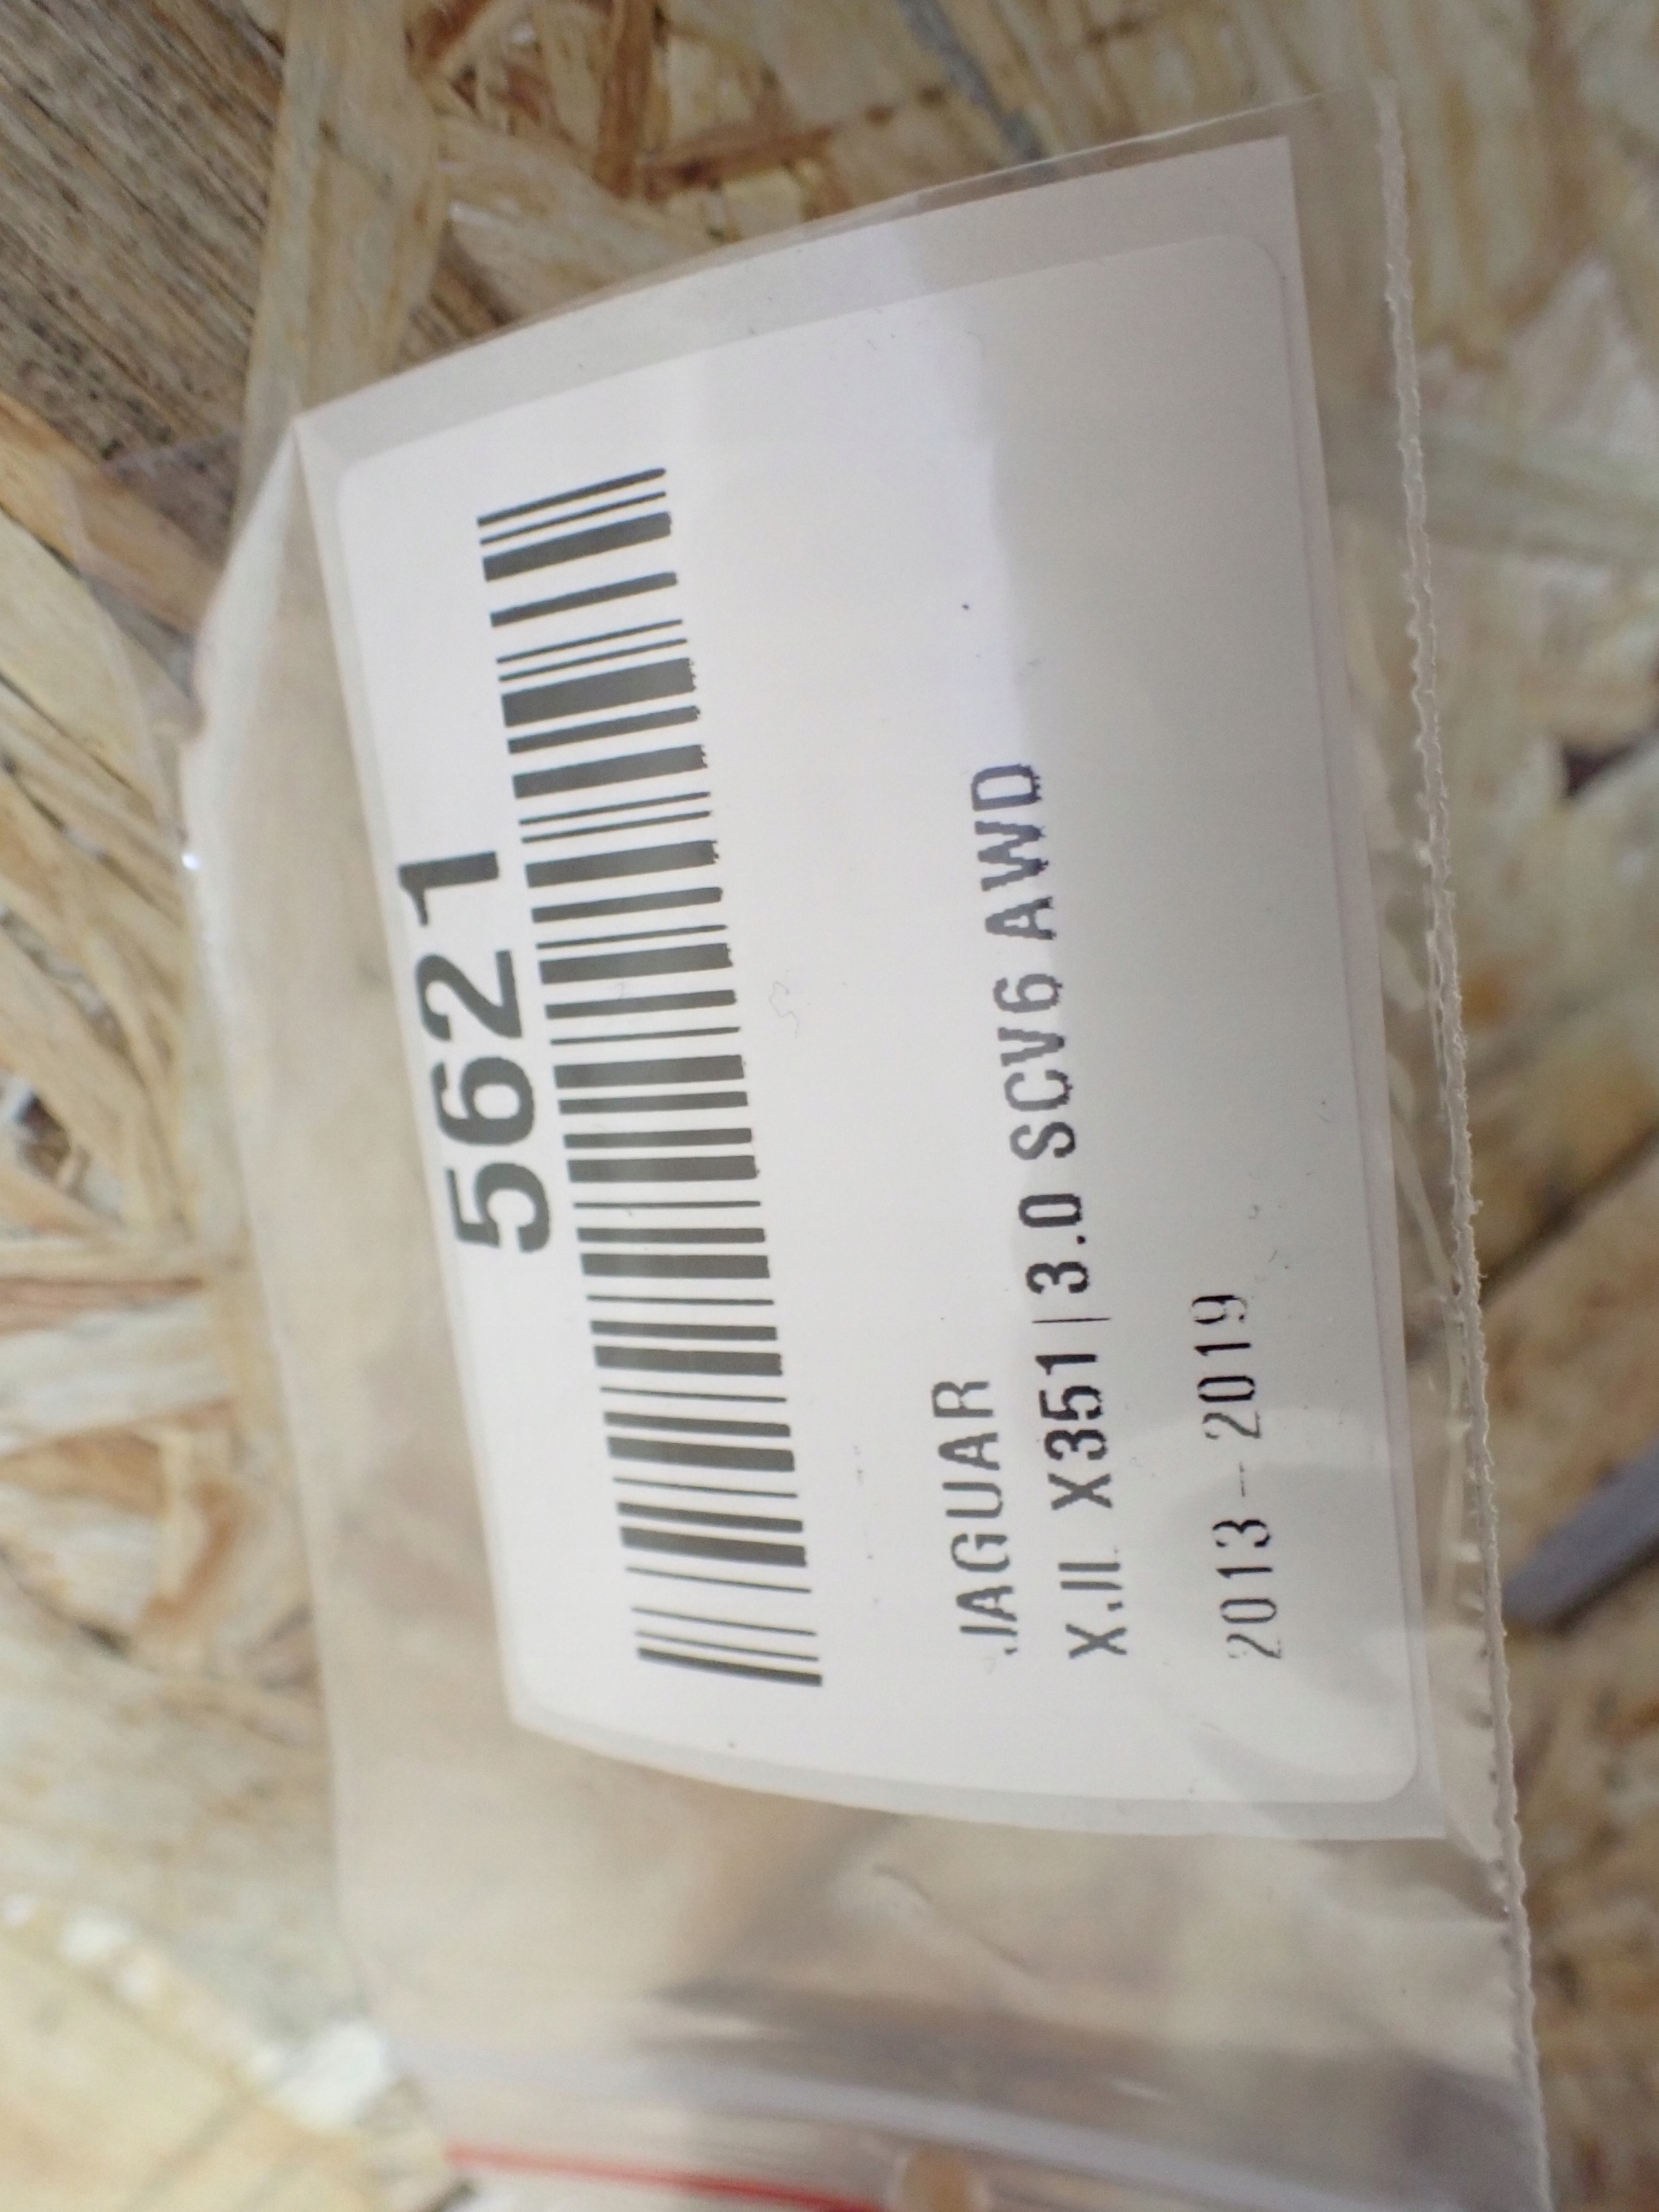 5621
JAGUAR
XJL X351 | 3.0 SCV6 AWD
2013 - 2019